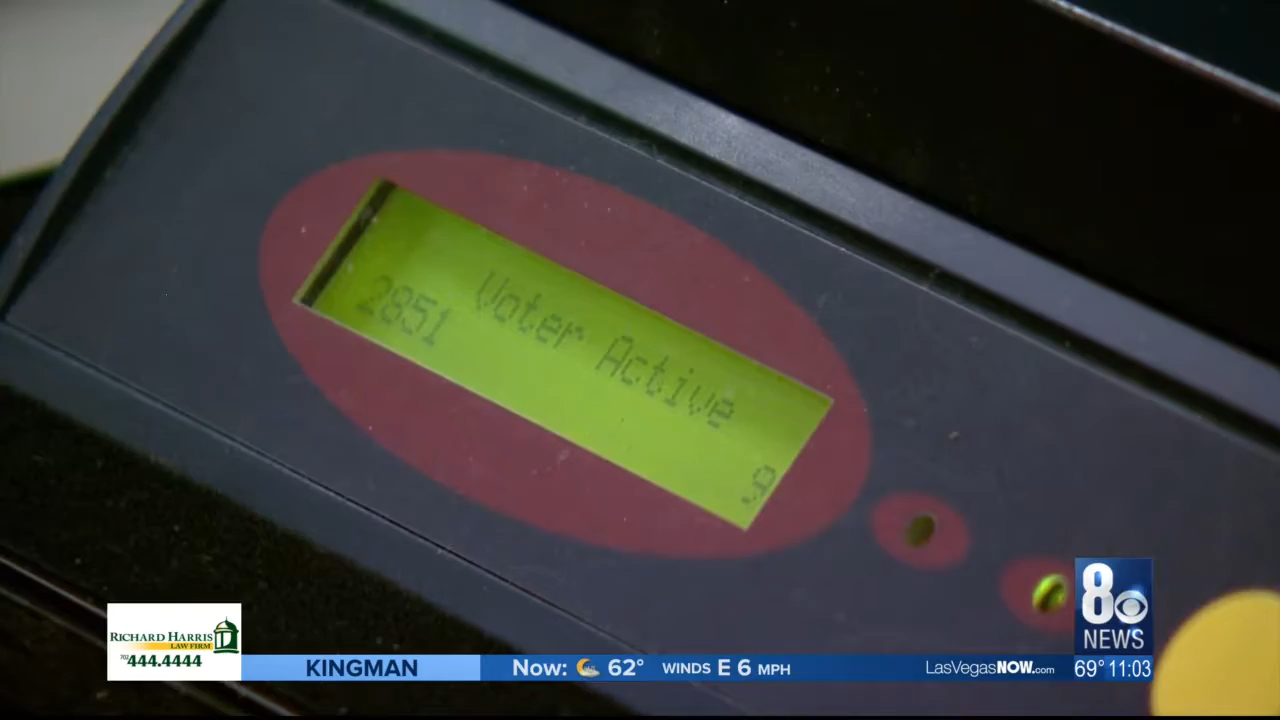 Voter Active
2851
9
RICHARD HARRIS
LAW FIRM
702 444.4444
KINGMAN
Now: 62° WINDS E 6 MPH
LasVegasNOW.com
8
NEWS
69° 11:03